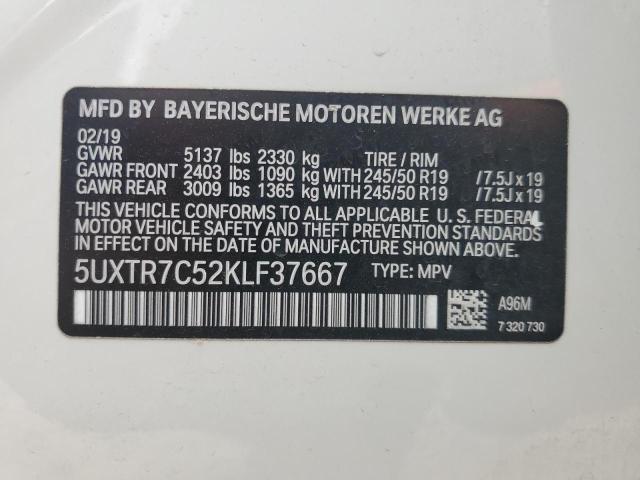 MFD BY BAYERISCHE MOTOREN WERKE AG
02/19
GVWR 5137 lbs 2330 kg TIRE / RIM
GAWR FRONT 2403 lbs 1090 kg WITH 245/50 R19 /7.5J x 19
GAWR REAR 3009 lbs 1365 kg WITH 245/50 R19 /7.5J x 19
THIS VEHICLE CONFORMS TO ALL APPLICABLE U.S. FEDERAL
MOTOR VEHICLE SAFETY AND THEFT PREVENTION STANDARDS
IN EFFECT ON THE DATE OF MANUFACTURE SHOWN ABOVE.
5UXTR7C52KLF37667 TYPE: MPV
A96M
7 320 730